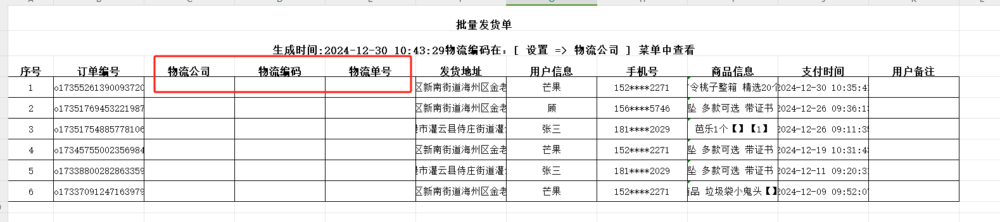 批量发货单
生成时间:2024-12-30 10:43:29物流编码在: [ 设置 => 物流公司 ] 菜单中查看
序号 订单编号 物流公司 物流编码 物流单号 发货地址 用户信息 手机号 商品信息 支付时间 用户备注
1 o17355261390093720 区新南街道海州区金老 芒果 152****2271 令桃子整箱 精选20个 2024-12-30 10:35:4
2 o17351769453221987 区新南街道海州区金老 顾 156****5746 坠 多款可选 带证书 2024-12-26 09:36:1
3 o17351754885778106 市灌云县侍庄街道灌 张三 181****2029 芭乐1个【】【1】 2024-12-26 09:11:3
4 o17345755002356984 区新南街道海州区金老 芒果 152****2271 坠 多款可选 带证书 2024-12-19 10:31:4
5 o17338800282863359 市灌云县侍庄街道灌 张三 181****2029 坠 多款可选 带证书 2024-12-11 09:20:3
6 o17337091247163979 区新南街道海州区金老 芒果 152****2271 品 垃圾袋小鬼头【】 2024-12-09 09:52:0